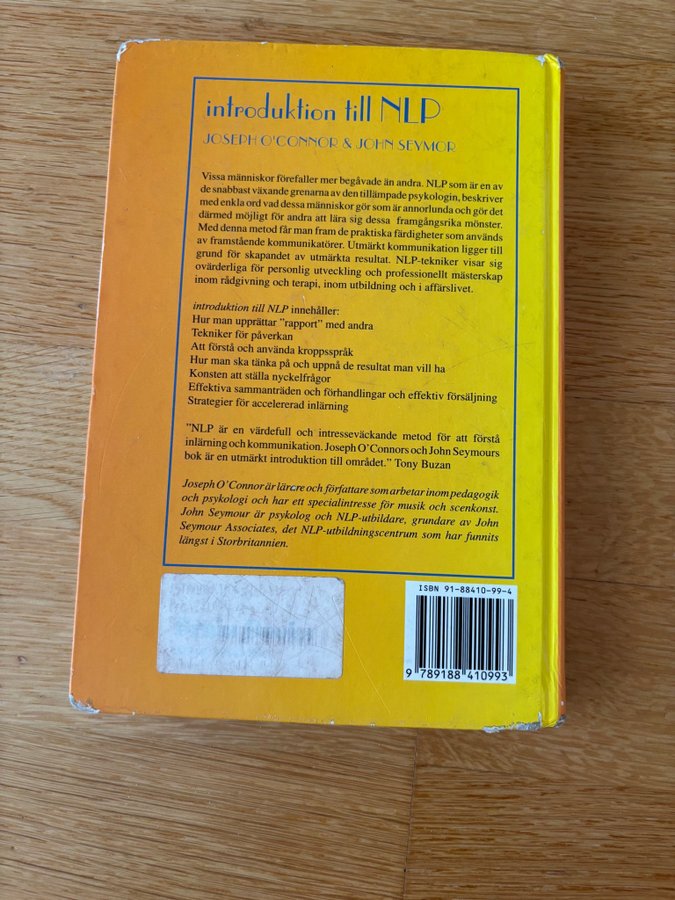 introduktion till NLP
JOSEPH O'CONNOR & JOHN SEYMOR
Vissa människor förefaller mer begåvade än andra. NLP som är en av
de snabbast växande grenarna av den tillämpade psykologin, beskriver
med enkla ord vad dessa människor gör som är annorlunda och gör det
därmed möjligt för andra att lära sig dessa framgångsrika mönster.
Med denna metod får man fram de praktiska färdigheter som används
av framstående kommunikatörer. Utmärkt kommunikation ligger till
grund för skapandet av utmärkta resultat. NLP-tekniker visar sig
ovärderliga för personlig utveckling och professionellt mästerskap
inom rådgivning och terapi, inom utbildning och i affärslivet.
introduktion till NLP innehåller:
Hur man upprättar "rapport" med andra
Tekniker för påverkan
Att förstå och använda kroppsspråk
Hur man ska tänka på och uppnå de resultat man vill ha
Konsten att ställa nyckelfrågor
Effektiva sammanträden och förhandlingar och effektiv försäljning
Strategier för accelererad inlärning
"NLP är en värdefull och intresseväckande metod för att förstå
inlärning och kommunikation. Joseph O'Connors och John Seymours
bok är en utmärkt introduktion till området." Tony Buzan
Joseph O'Connor är lärare och författare som arbetar inom pedagogik
och psykologi och har ett specialintresse för musik och scenkonst.
John Seymour är psykolog och NLP-utbildare, grundare av John
Seymour Associates, det NLP-utbildningscentrum som har funnits
längst i Storbritannien.
ISBN 91-88410-99-4
9 789188 410993